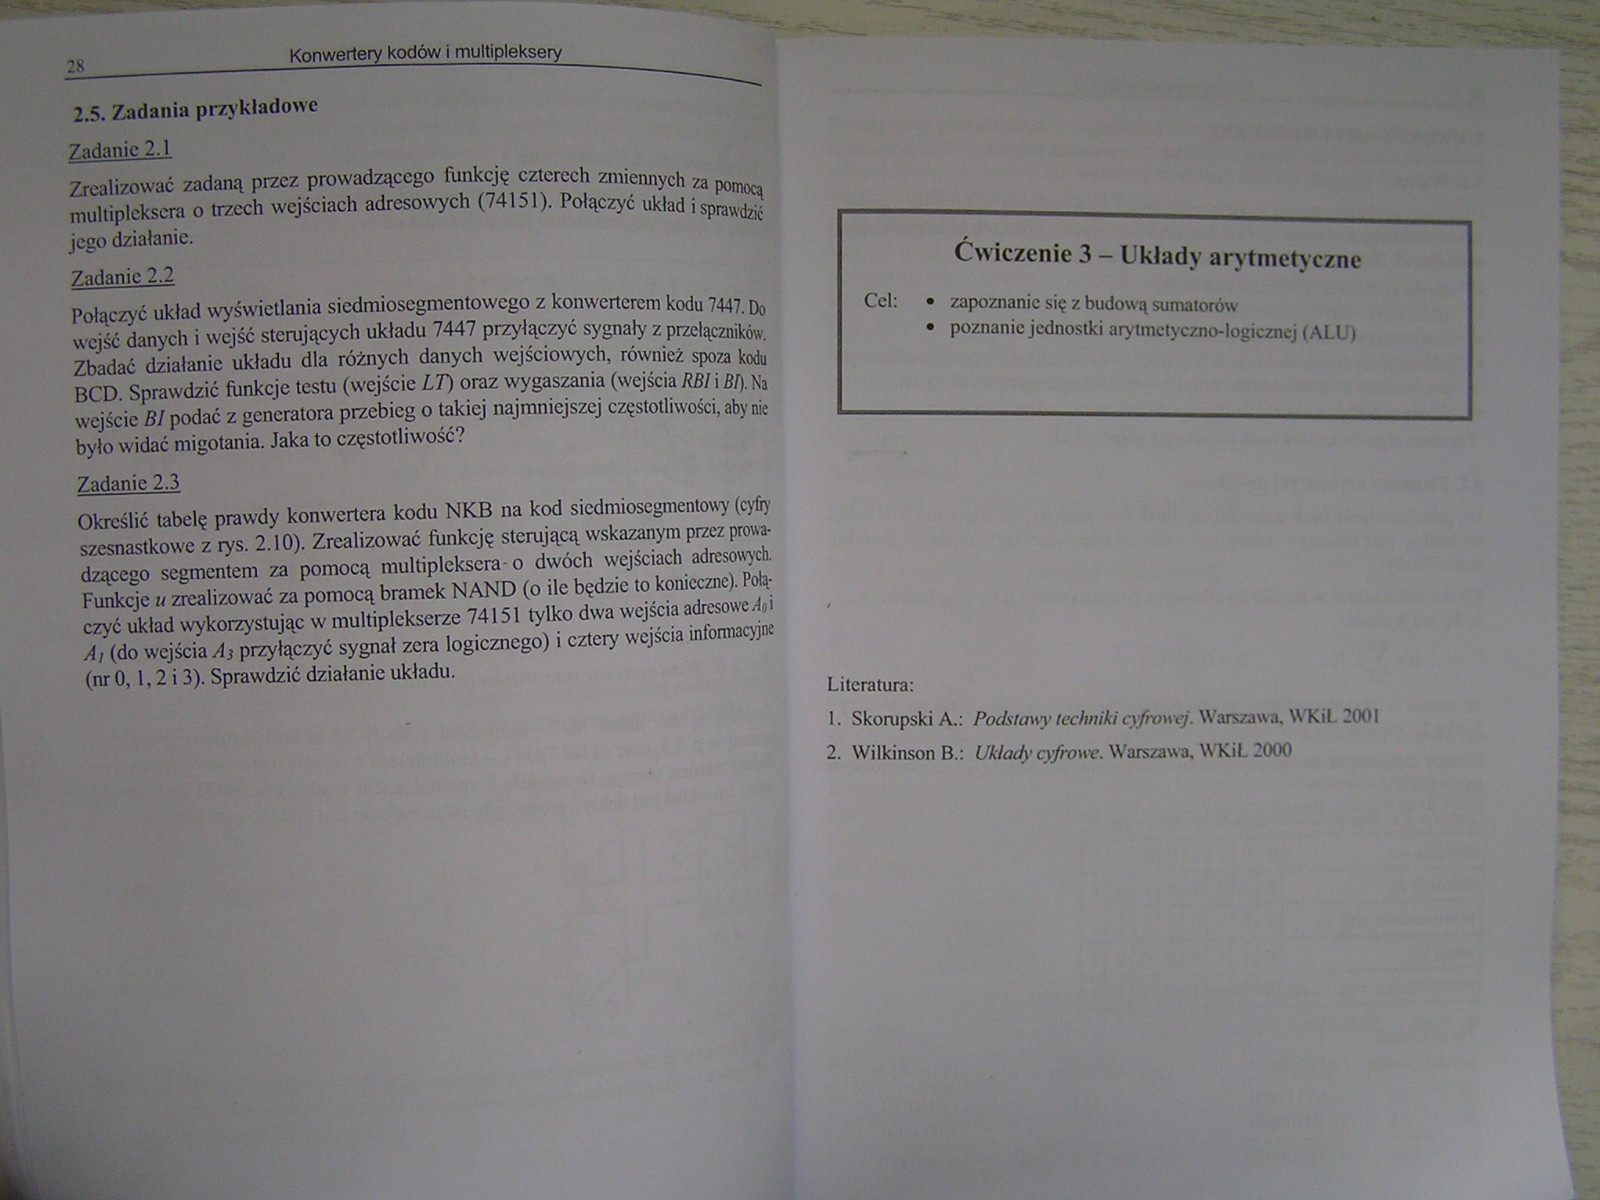 28
Konwertery kodów i multipleksery
2.5. Zadania przykładowe
Zadanie 2.1
Zrealizować zadaną przez prowadzącego funkcję czterech zmiennych za pomocą
multipleksera o trzech wejściach adresowych (74151). Połączyć układ i sprawdzić
jego działanie.
Zadanie 2.2
Połączyć układ wyświetlania siedmiosegmentowego z konwerterem kodu 7447. Do
wejść danych i wejść sterujących układu 7447 przyłączyć sygnały z przełączników.
Zbadać działanie układu dla różnych danych wejściowych, również spoza kodu
BCD. Sprawdzić funkcje testu (wejście LT) oraz wygaszania (wejścia RBI i BI). Na
wejście BI podać z generatora przebieg o takiej najmniejszej częstotliwości, aby nie
było widać migotania. Jaka to częstotliwość?
Zadanie 2.3
Określić tabelę prawdy konwertera kodu NKB na kod siedmiosegmentowy (cyfry
szesnastkowe z rys. 2.10). Zrealizować funkcję sterującą wskazanym przez prowa-
dzącego segmentem za pomocą multipleksera o dwóch wejściach adresowych.
Funkcje u zrealizować za pomocą bramek NAND (o ile będzie to konieczne). Połą-
czyć układ wykorzystując w multiplekserze 74151 tylko dwa wejścia adresowe A0 i
A1 (do wejścia A3 przyłączyć sygnał zera logicznego) i cztery wejścia informacyjne
(nr 0, 1, 2 i 3). Sprawdzić działanie układu.
Ćwiczenie 3 – Układy arytmetyczne
Cel: • zapoznanie się z budową sumatorów
• poznanie jednostki arytmetyczno-logicznej (ALU)
Literatura:
1. Skorupski A.: Podstawy techniki cyfrowej. Warszawa, WKiŁ 2001
2. Wilkinson B.: Układy cyfrowe. Warszawa, WKiŁ 2000